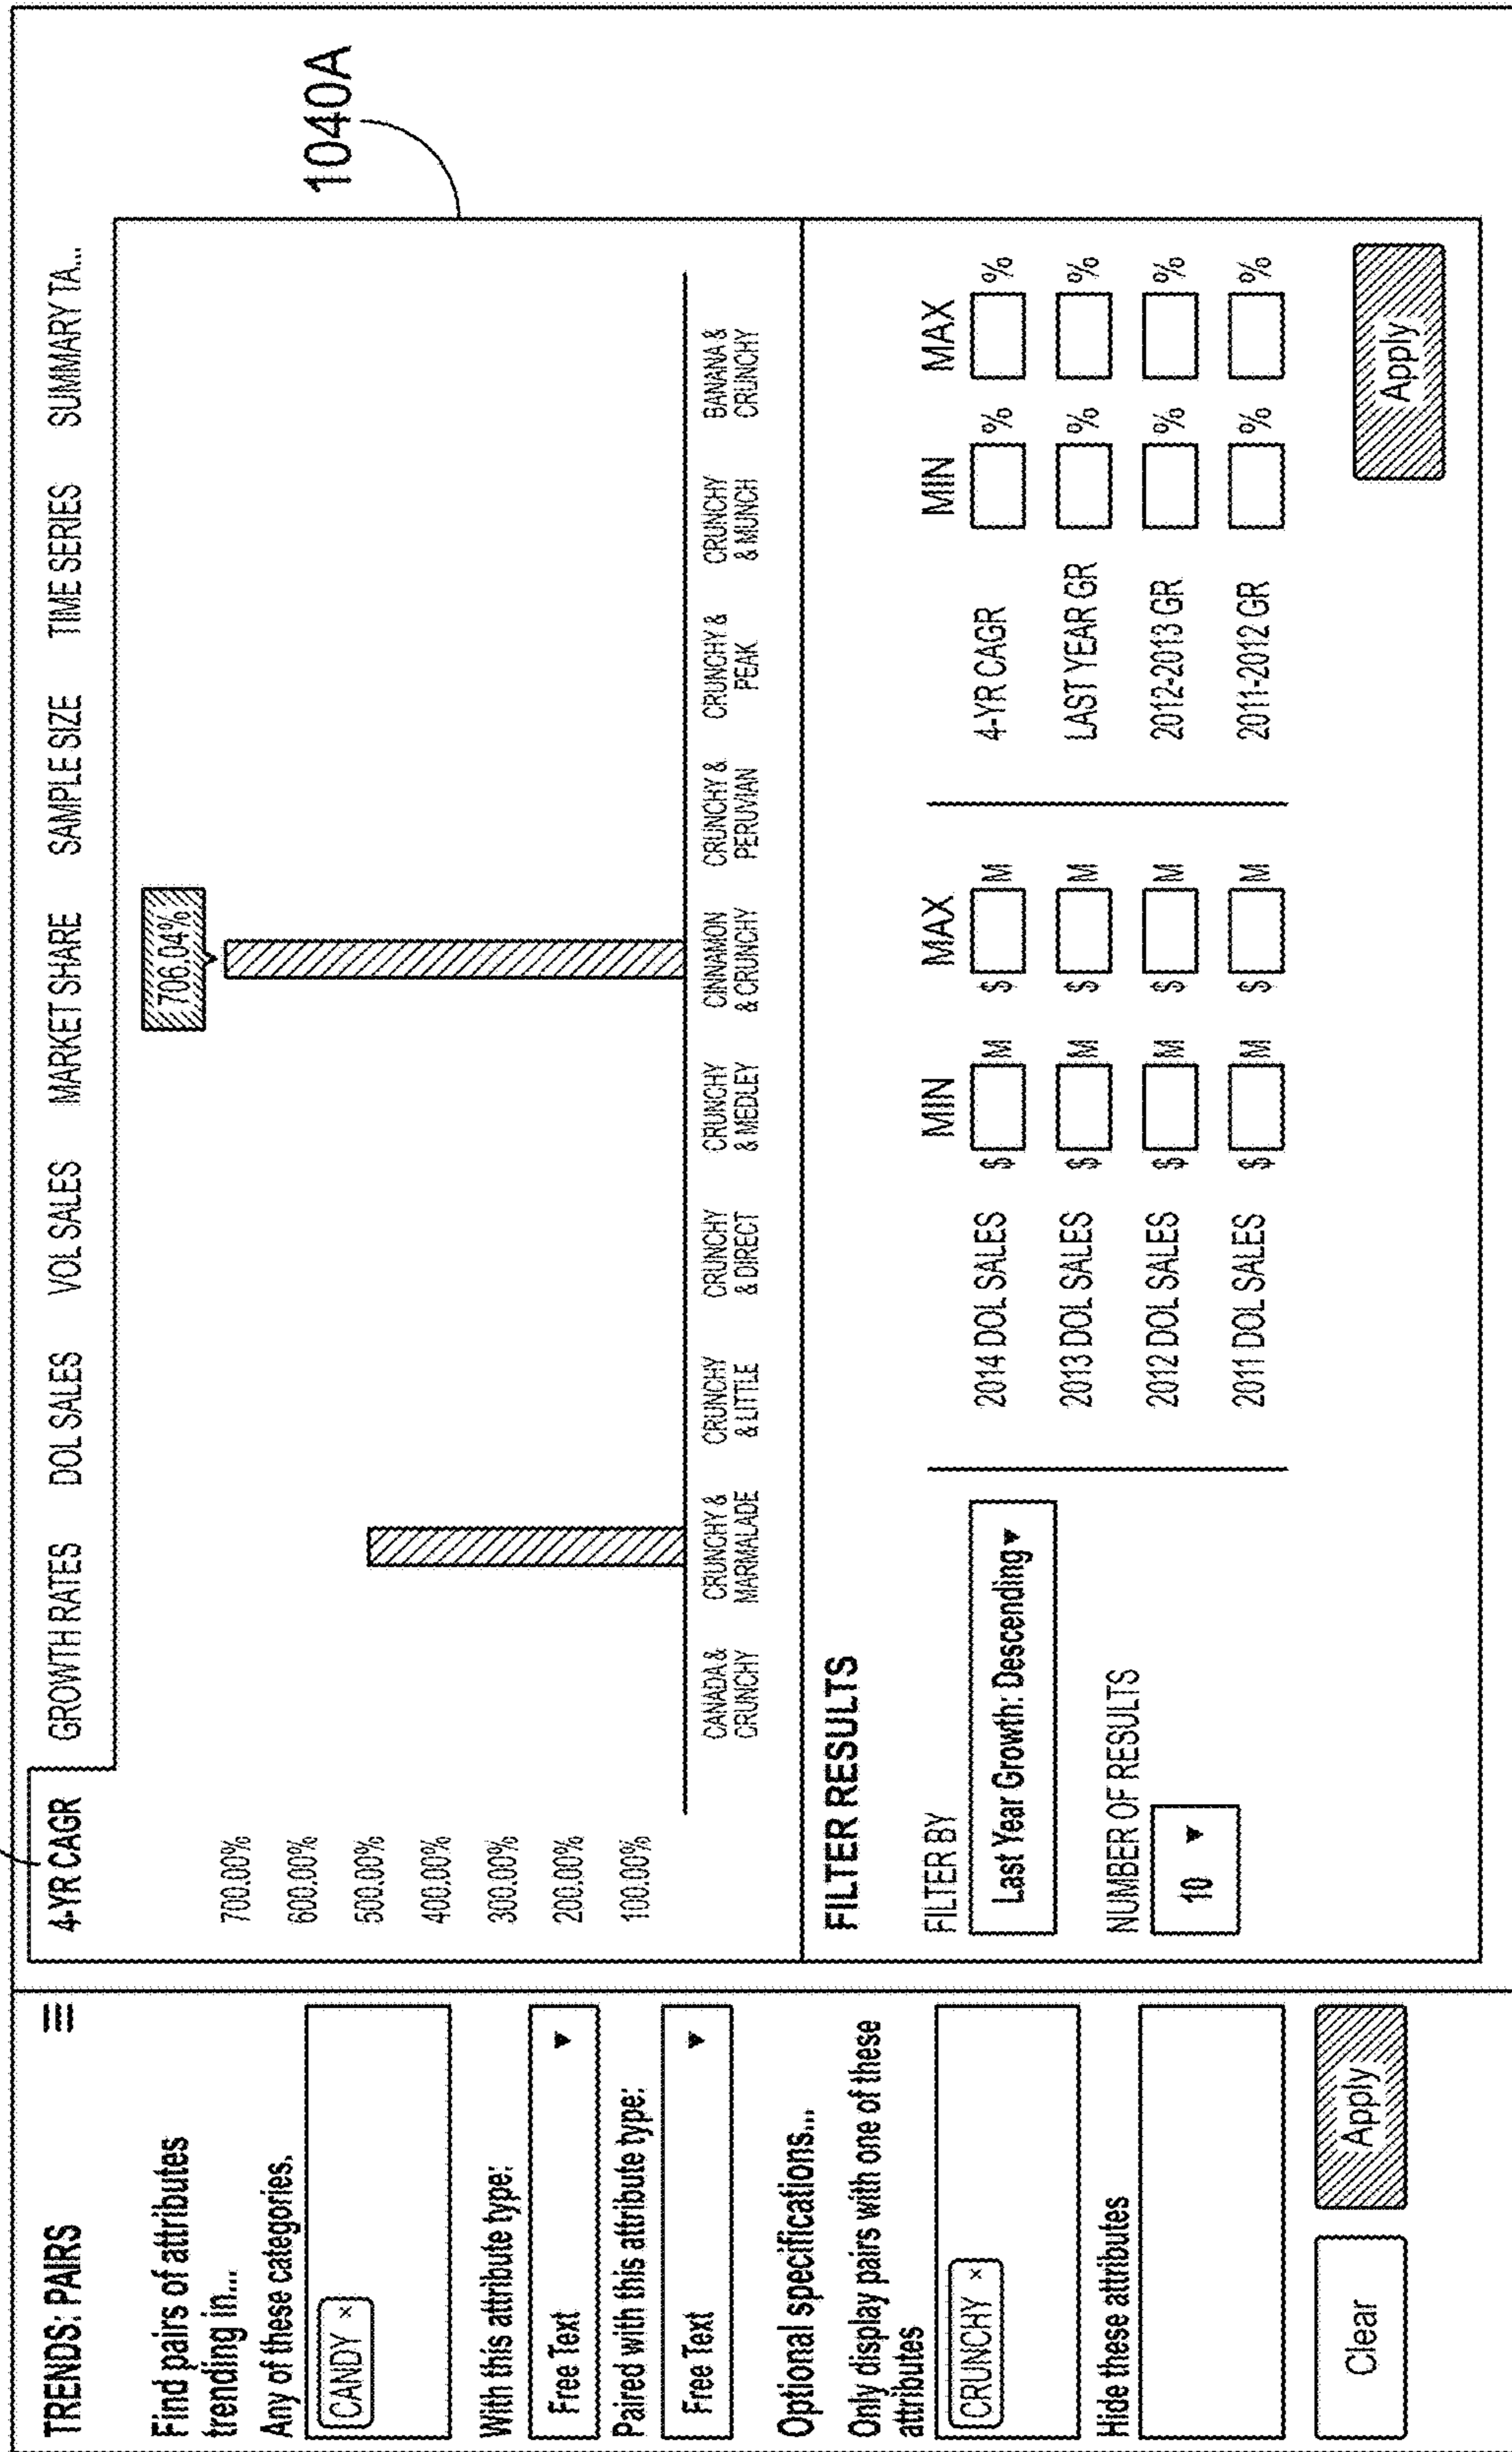 TRENDS: PAIRS
Find pairs of attributes
trending in...
Any of these categories,
CANDY ×
With this attribute type:
Free Text ▼
Paired with this attribute type:
Free Text ▼
Optional specifications...
Only display pairs with one of these
attributes
CRUNCHY ×
Hide these attributes
Clear Apply
4-YR CAGR GROWTH RATES DOL SALES VOL SALES MARKET SHARE SAMPLE SIZE TIME SERIES SUMMARY TA...
1040A
706.04%
700.00%
600.00%
500.00%
400.00%
300.00%
200.00%
100.00%
CANADA &
CRUNCHY
CRUNCHY &
MARMALADE
CRUNCHY
& LITTLE
CRUNCHY
& DIRECT
CRUNCHY
& MEDLEY
CINNAMON
& CRUNCHY
CRUNCHY &
PERUVIAN
CRUNCHY &
PEAK
CRUNCHY
& MUNCH
BANANA &
CRUNCHY
FILTER RESULTS
FILTER BY
Last Year Growth: Descending ▼
NUMBER OF RESULTS
10 ▼
MIN MAX
2014 DOL SALES $ M $ M
2013 DOL SALES $ M $ M
2012 DOL SALES $ M $ M
2011 DOL SALES $ M $ M
MIN MAX
4-YR CAGR % %
LAST YEAR GR % %
2012-2013 GR % %
2011-2012 GR % %
Apply